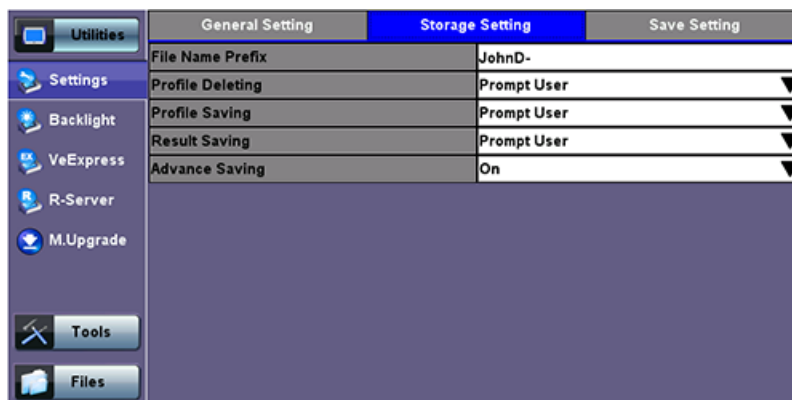 Utilities
Settings
Backlight
EX
VeExpress
R
R-Server
M.Upgrade
Tools
Files
General Setting Storage Setting Save Setting
File Name Prefix JohnD-
Profile Deleting Prompt User
Profile Saving Prompt User
Result Saving Prompt User
Advance Saving On